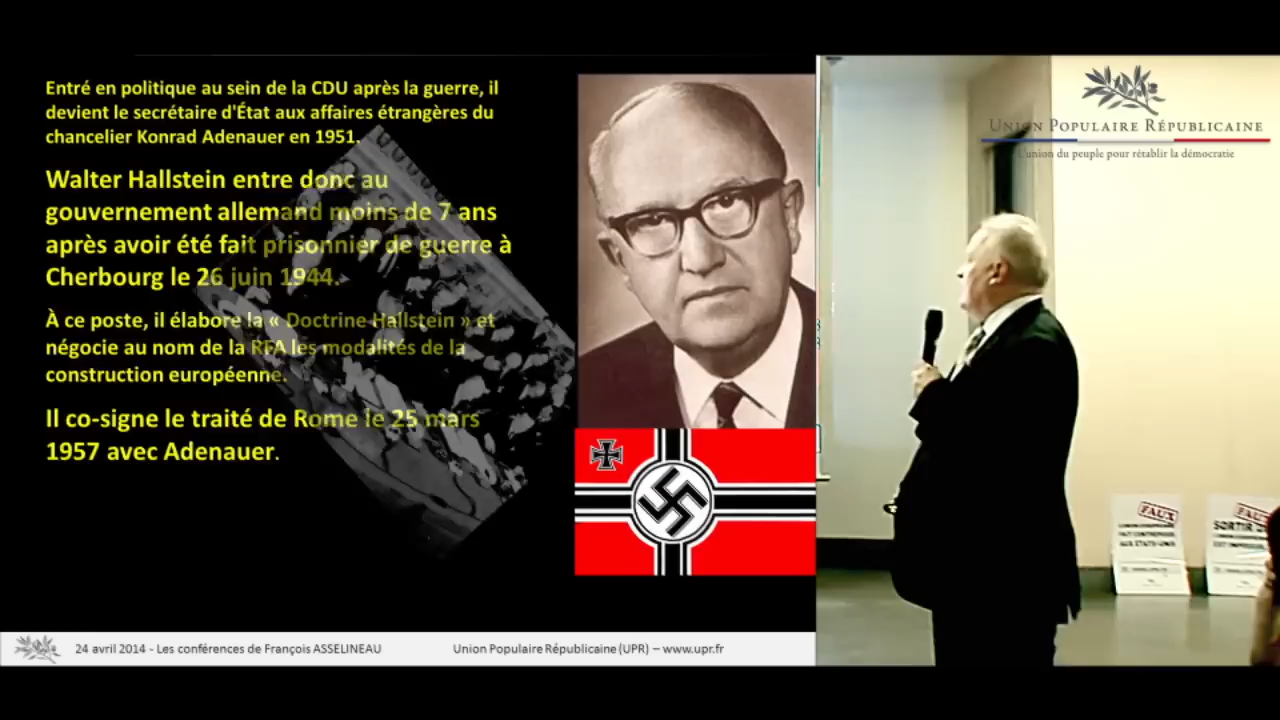 Entré en politique au sein de la CDU après la guerre, il
devient le secrétaire d'État aux affaires étrangères du
chancelier Konrad Adenauer en 1951.
Walter Hallstein entre donc au
gouvernement allemand moins de 7 ans
après avoir été fait prisonnier de guerre à
Cherbourg le 26 juin 1944.
À ce poste, il élabore la « Doctrine Hallstein » et
négocie au nom de la RFA les modalités de la
construction européenne.
Il co-signe le traité de Rome le 25 mars
1957 avec Adenauer.
UNION POPULAIRE RÉPUBLICAINE
L'union du peuple pour rétablir la démocratie
FAUX
AUX ÉTATS-UNIS
FAUX
SORTIR
24 avril 2014 - Les conférences de François ASSELINEAU
Union Populaire Républicaine (UPR) – www.upr.fr